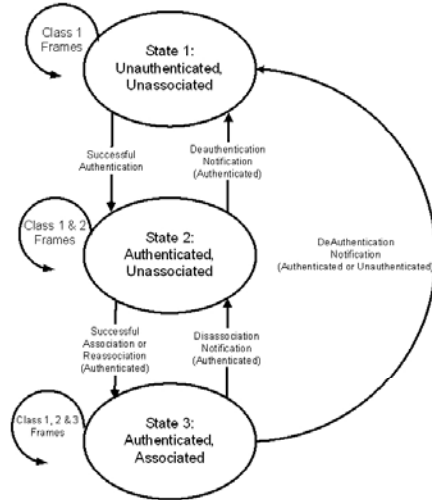 Class 1
Frames
State 1:
Unauthenticated,
Unassociated
Successful
Authentication
Deauthentication
Notification
(Authenticated)
Class 1 & 2
Frames
State 2:
Authenticated,
Unassociated
DeAuthentication
Notification
(Authenticated or Unauthenticated)
Successful
Association or
Reassociation
(Authenticated)
Disassociation
Notification
(Authenticated)
Class 1, 2 & 3
Frames
State 3:
Authenticated,
Associated